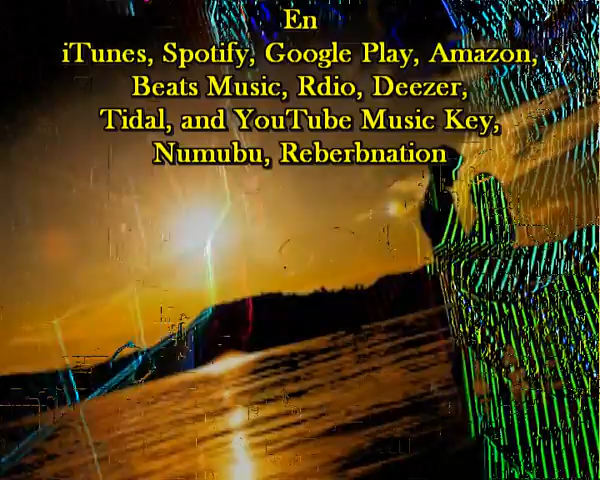 En
iTunes, Spotify, Google Play, Amazon,
Beats Music, Rdio, Deezer,
Tidal, and YouTube Music Key,
Numubu, Reberbnation